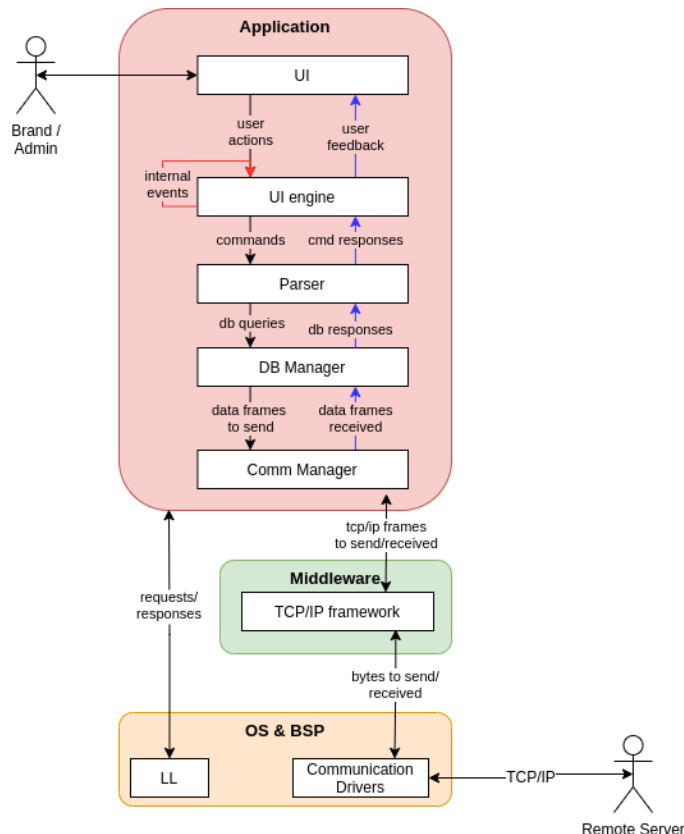 Application
UI
Brand /
Admin
user
actions
user
feedback
internal
events
UI engine
commands
cmd responses
Parser
db queries
db responses
DB Manager
data frames
to send
data frames
received
Comm Manager
tcp/ip frames
to send/received
Middleware
TCP/IP framework
requests/
responses
bytes to send/
received
OS & BSP
LL
Communication
Drivers
TCP/IP
Remote Server